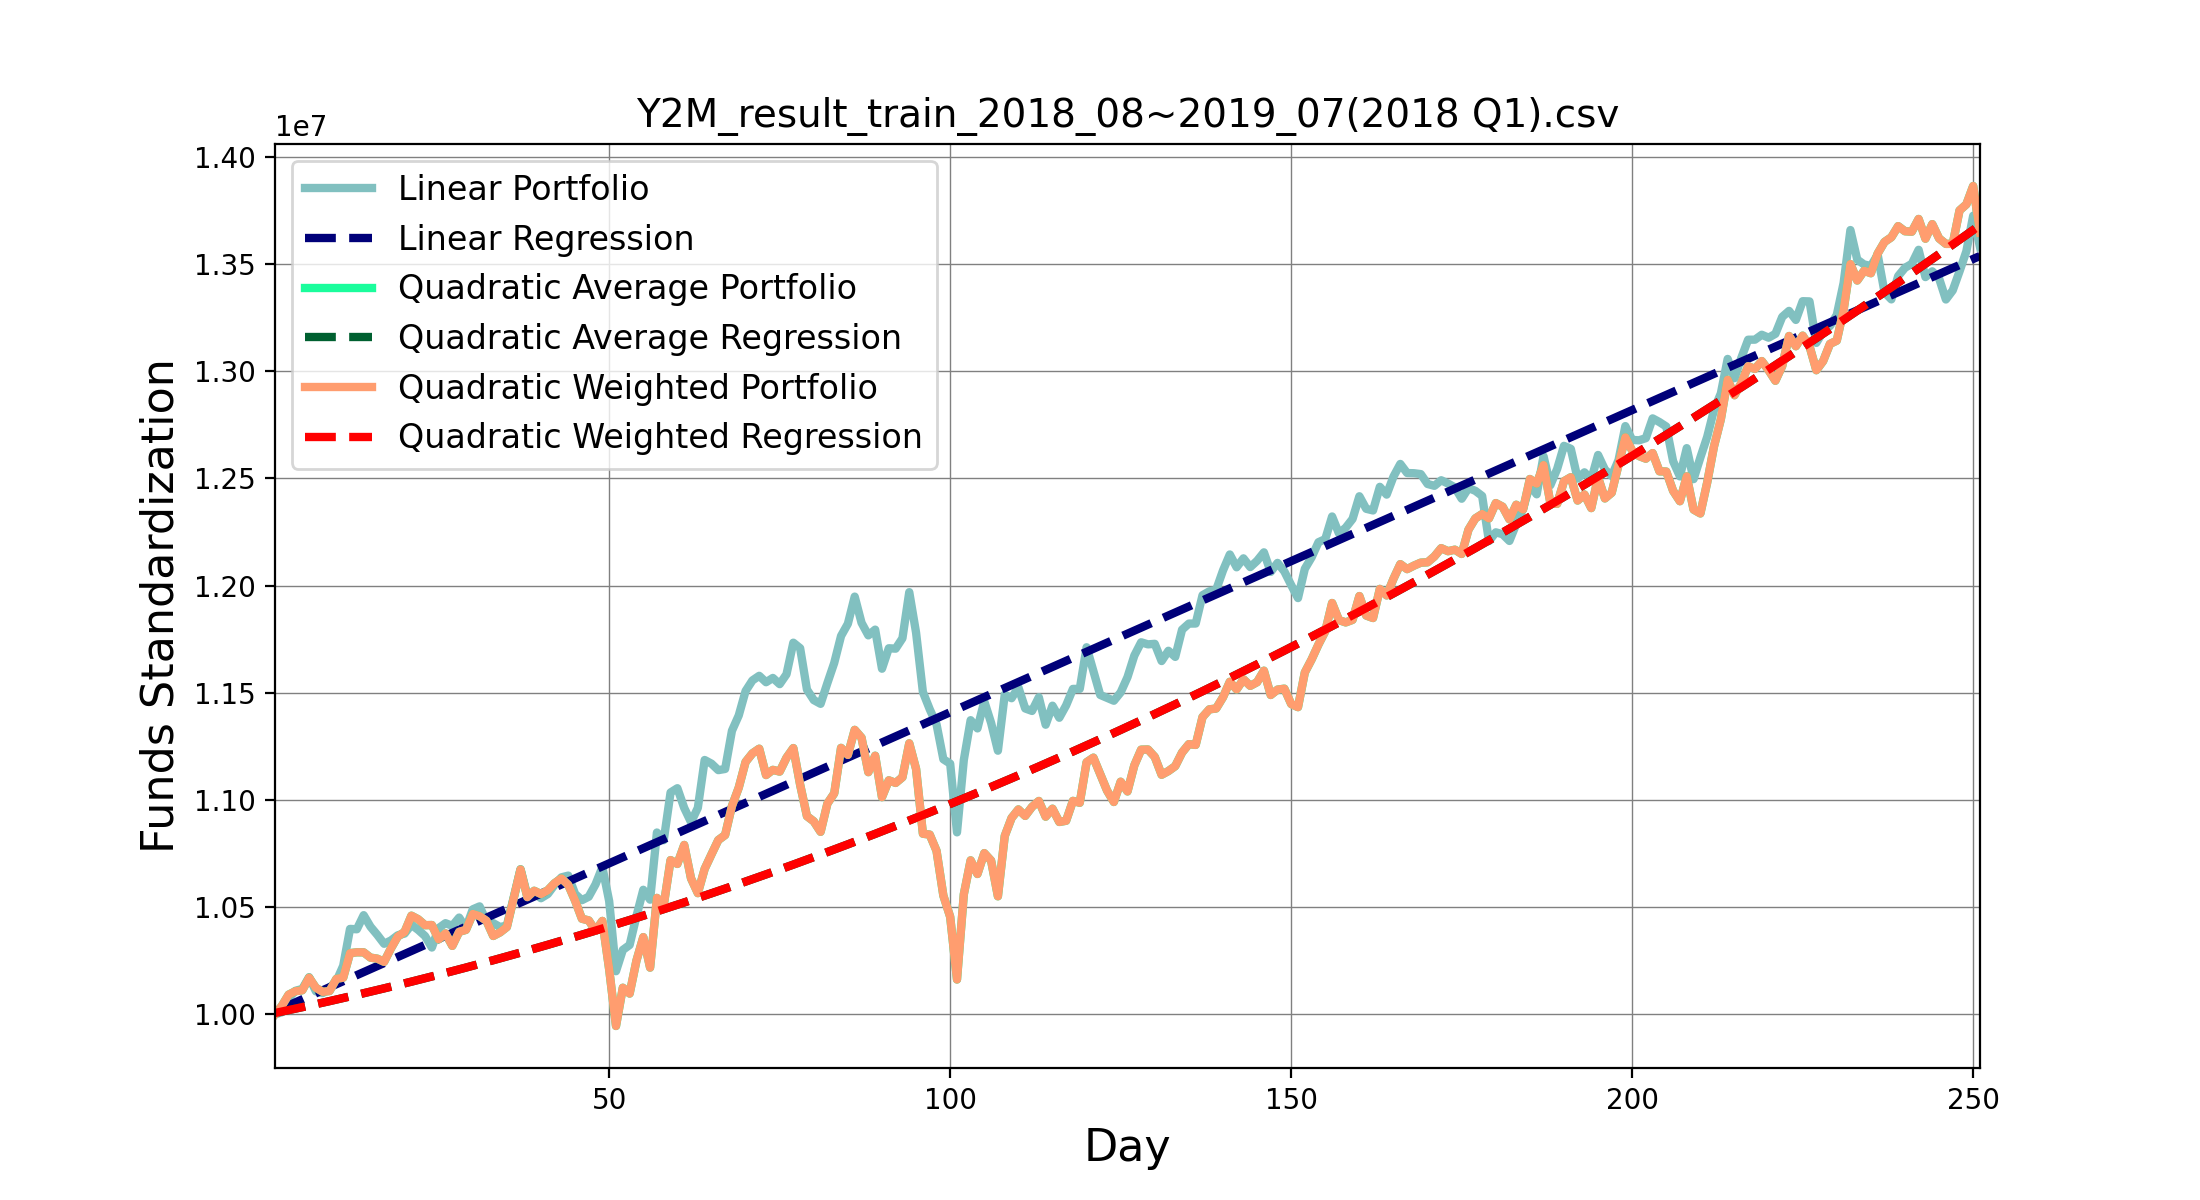 Y2M_result_train_2018_08~2019_07(2018 Q1).csv
1e7
1.40
1.35
1.30
1.25
1.20
1.15
1.10
1.05
1.00
Funds Standardization
Linear Portfolio
Linear Regression
Quadratic Average Portfolio
Quadratic Average Regression
Quadratic Weighted Portfolio
Quadratic Weighted Regression
50 100 150 200 250
Day